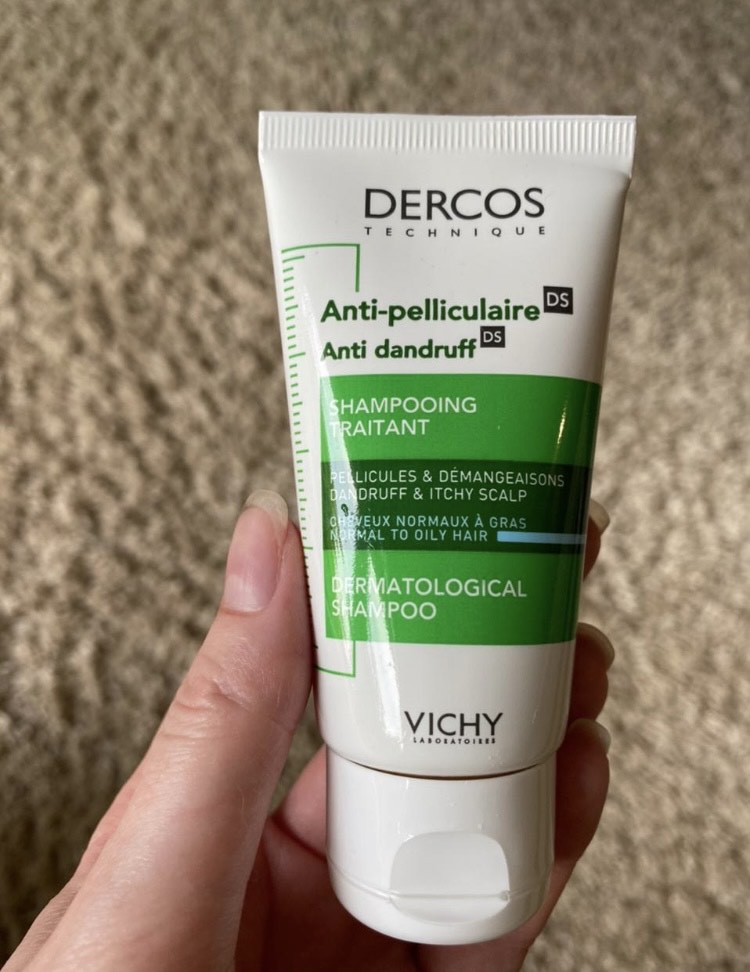 DERCOS
TECHNIQUE
Anti-pelliculaire DS
Anti dandruff DS
SHAMPOOING
TRAITANT
PELLICULES & DÉMANGEAISONS
DANDRUFF & ITCHY SCALP
CHEVEUX NORMAUX À GRAS
NORMAL TO OILY HAIR
DERMATOLOGICAL
SHAMPOO
VICHY
LABORATOIRES